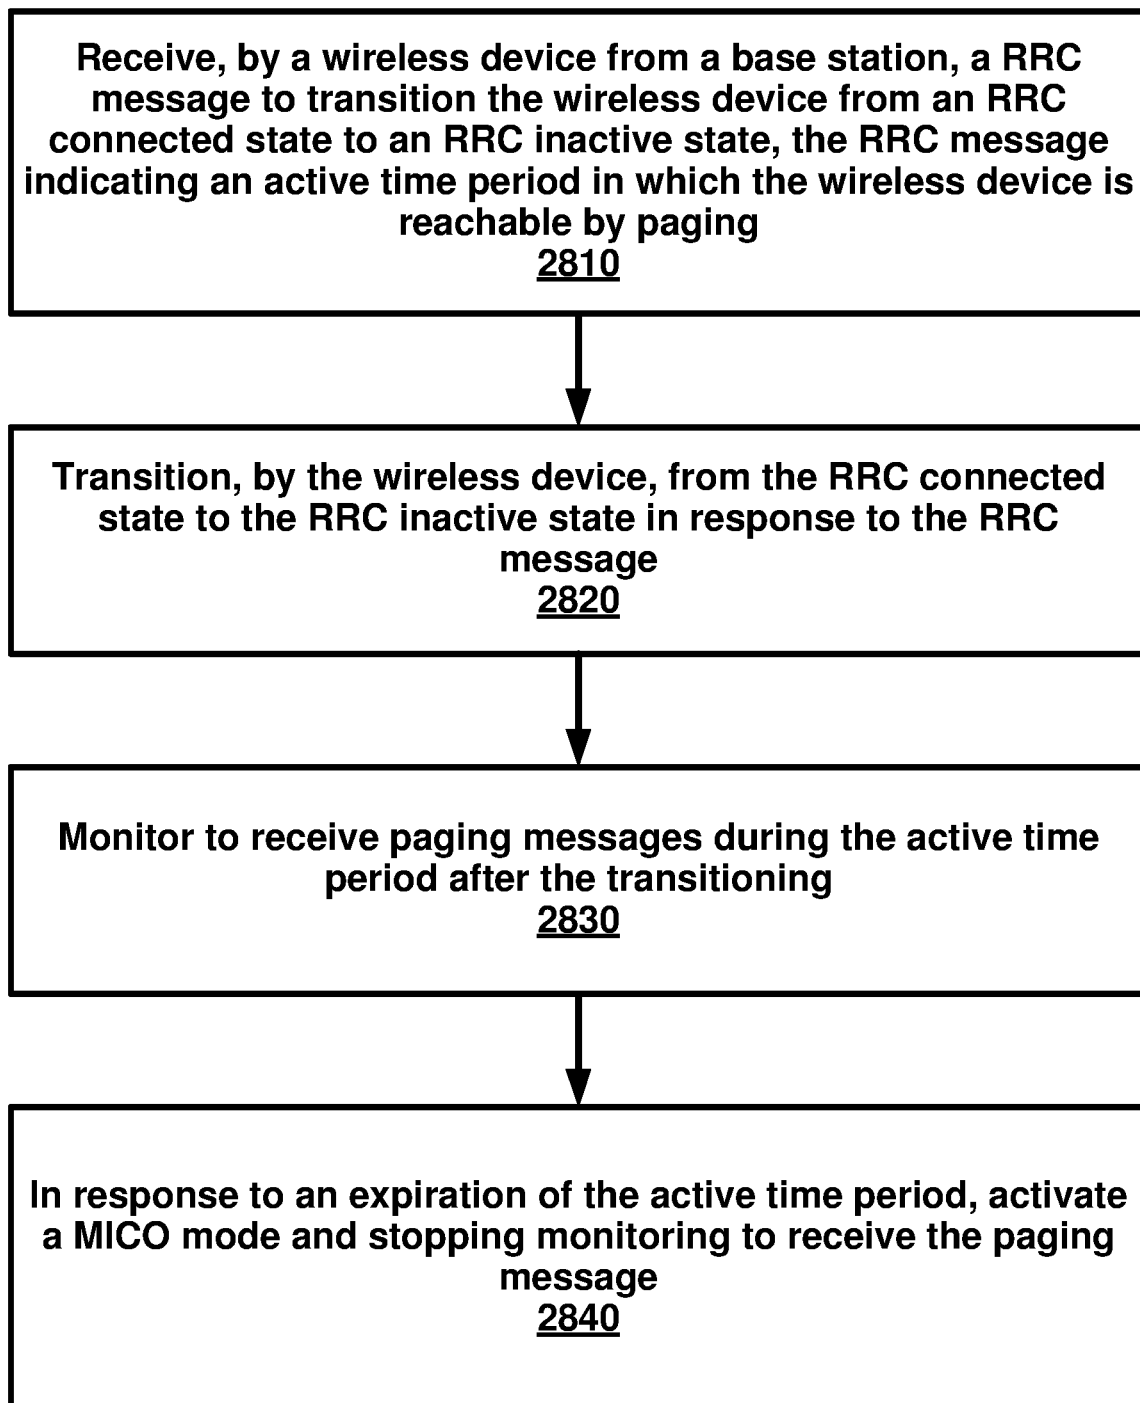 Receive, by a wireless device from a base station, a RRC
message to transition the wireless device from an RRC
connected state to an RRC inactive state, the RRC message
indicating an active time period in which the wireless device is
reachable by paging
2810
Transition, by the wireless device, from the RRC connected
state to the RRC inactive state in response to the RRC
message
2820
Monitor to receive paging messages during the active time
period after the transitioning
2830
In response to an expiration of the active time period, activate
a MICO mode and stopping monitoring to receive the paging
message
2840